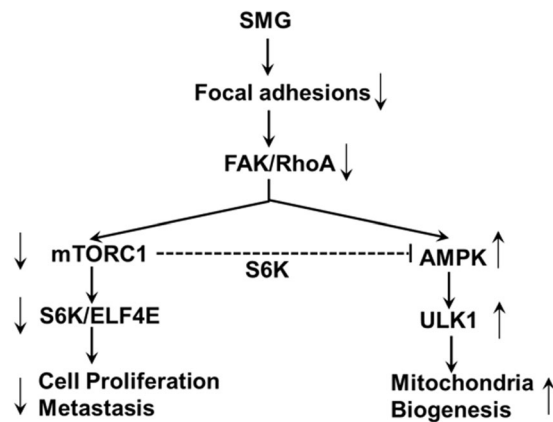 SMG
Focal adhesions
FAK/RhoA
mTORC1
S6K
AMPK
S6K/ELF4E
ULK1
Cell Proliferation
Metastasis
Mitochondria
Biogenesis